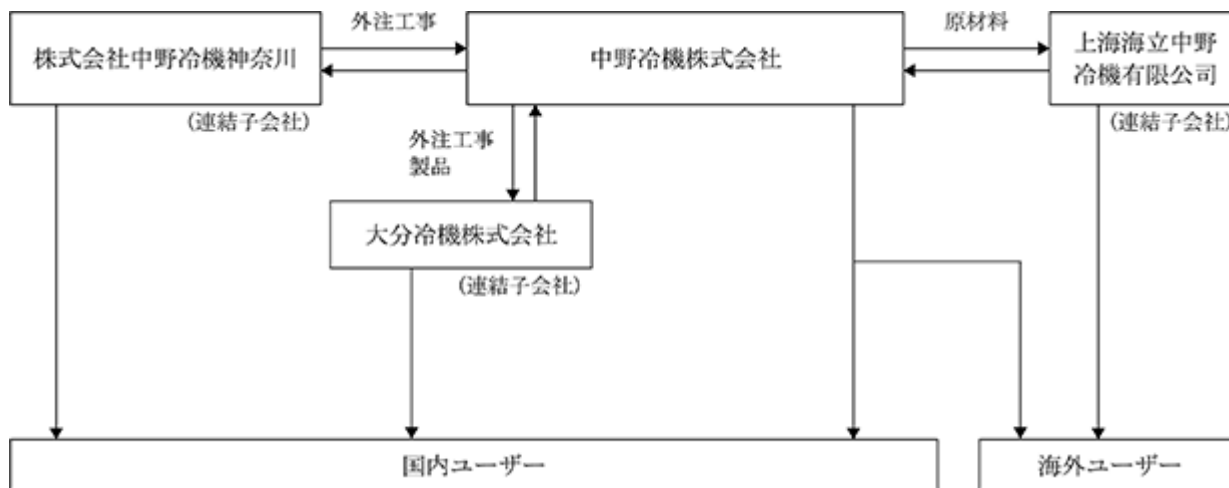 外注工事
原材料
株式会社中野冷機神奈川
中野冷機株式会社
上海海立中野
冷機有限公司
(連結子会社)
(連結子会社)
外注工事
製品
大分冷機株式会社
(連結子会社)
国内ユーザー
海外ユーザー